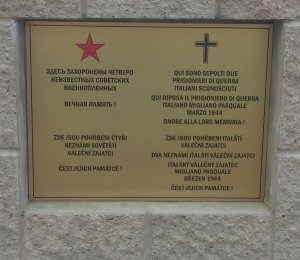 ЗДЕСЬ ЗАХОРОНЕНЫ ЧЕТВЕРО
НЕИЗВЕСТНЫХ СОВЕТСКИХ
ВОЕННОПЛЕННЫХ
ВЕЧНАЯ ПАМЯТЬ !
ZDE JSOU POHŘBENI ČTYŘI
NEZNÁMÍ SOVĚTŠTÍ
VÁLEČNÍ ZAJATCI
ČEST JEJICH PAMÁTCE !
QUI SONO SEPOLTI DUE
PRIGIONIERI DI GUERRA
ITALIANI SCONOSCIUTI
QUI RIPOSA IL PRIGIONIERO DI GUERRA
ITALIANO MIGLIANO PASQUALE
MARZO 1944
ONORE ALLA LORO MEMORIA !
ZDE JSOU POHŘBENI ITALŠTÍ
VÁLEČNÍ ZAJATCI
DVA NEZNÁMÍ ITALŠTÍ VÁLEČNÍ ZAJATCI
ITALSKÝ VÁLEČNÝ ZAJATEC
MIGLIANO PASQUALE
BŘEZEN 1944
ČEST JEJICH PAMÁTCE !